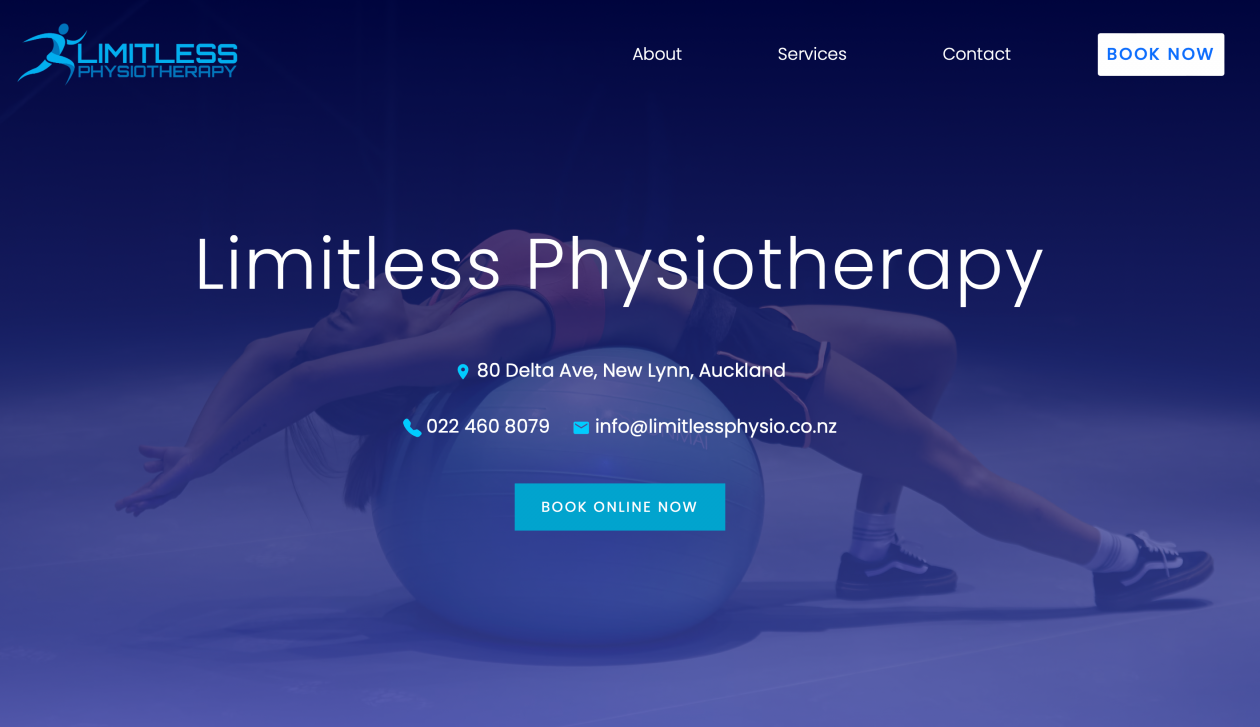 LIMITLESS
PHYSIOTHERAPY
About Services Contact BOOK NOW
Limitless Physiotherapy
80 Delta Ave, New Lynn, Auckland
022 460 8079 info@limitlessphysio.co.nz
BOOK ONLINE NOW